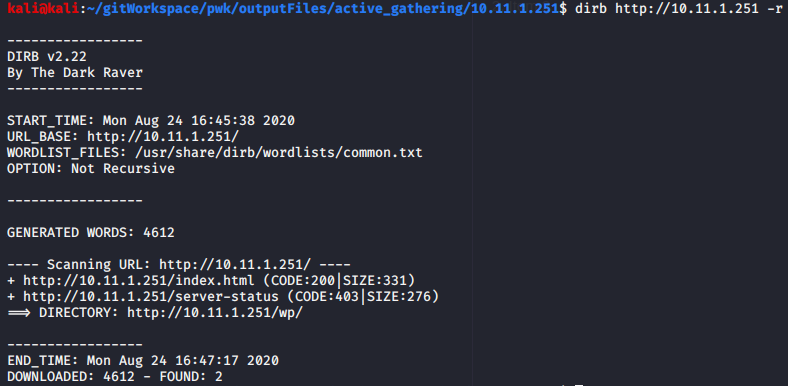 kali@kali:~/gitWorkspace/pwk/outputFiles/active_gathering/10.11.1.251$ dirb http://10.11.1.251 -r
-----------------
DIRB v2.22
By The Dark Raver
-----------------
START_TIME: Mon Aug 24 16:45:38 2020
URL_BASE: http://10.11.1.251/
WORDLIST_FILES: /usr/share/dirb/wordlists/common.txt
OPTION: Not Recursive
-----------------
GENERATED WORDS: 4612
---- Scanning URL: http://10.11.1.251/ ----
+ http://10.11.1.251/index.html (CODE:200|SIZE:331)
+ http://10.11.1.251/server-status (CODE:403|SIZE:276)
==> DIRECTORY: http://10.11.1.251/wp/
-----------------
END_TIME: Mon Aug 24 16:47:17 2020
DOWNLOADED: 4612 - FOUND: 2